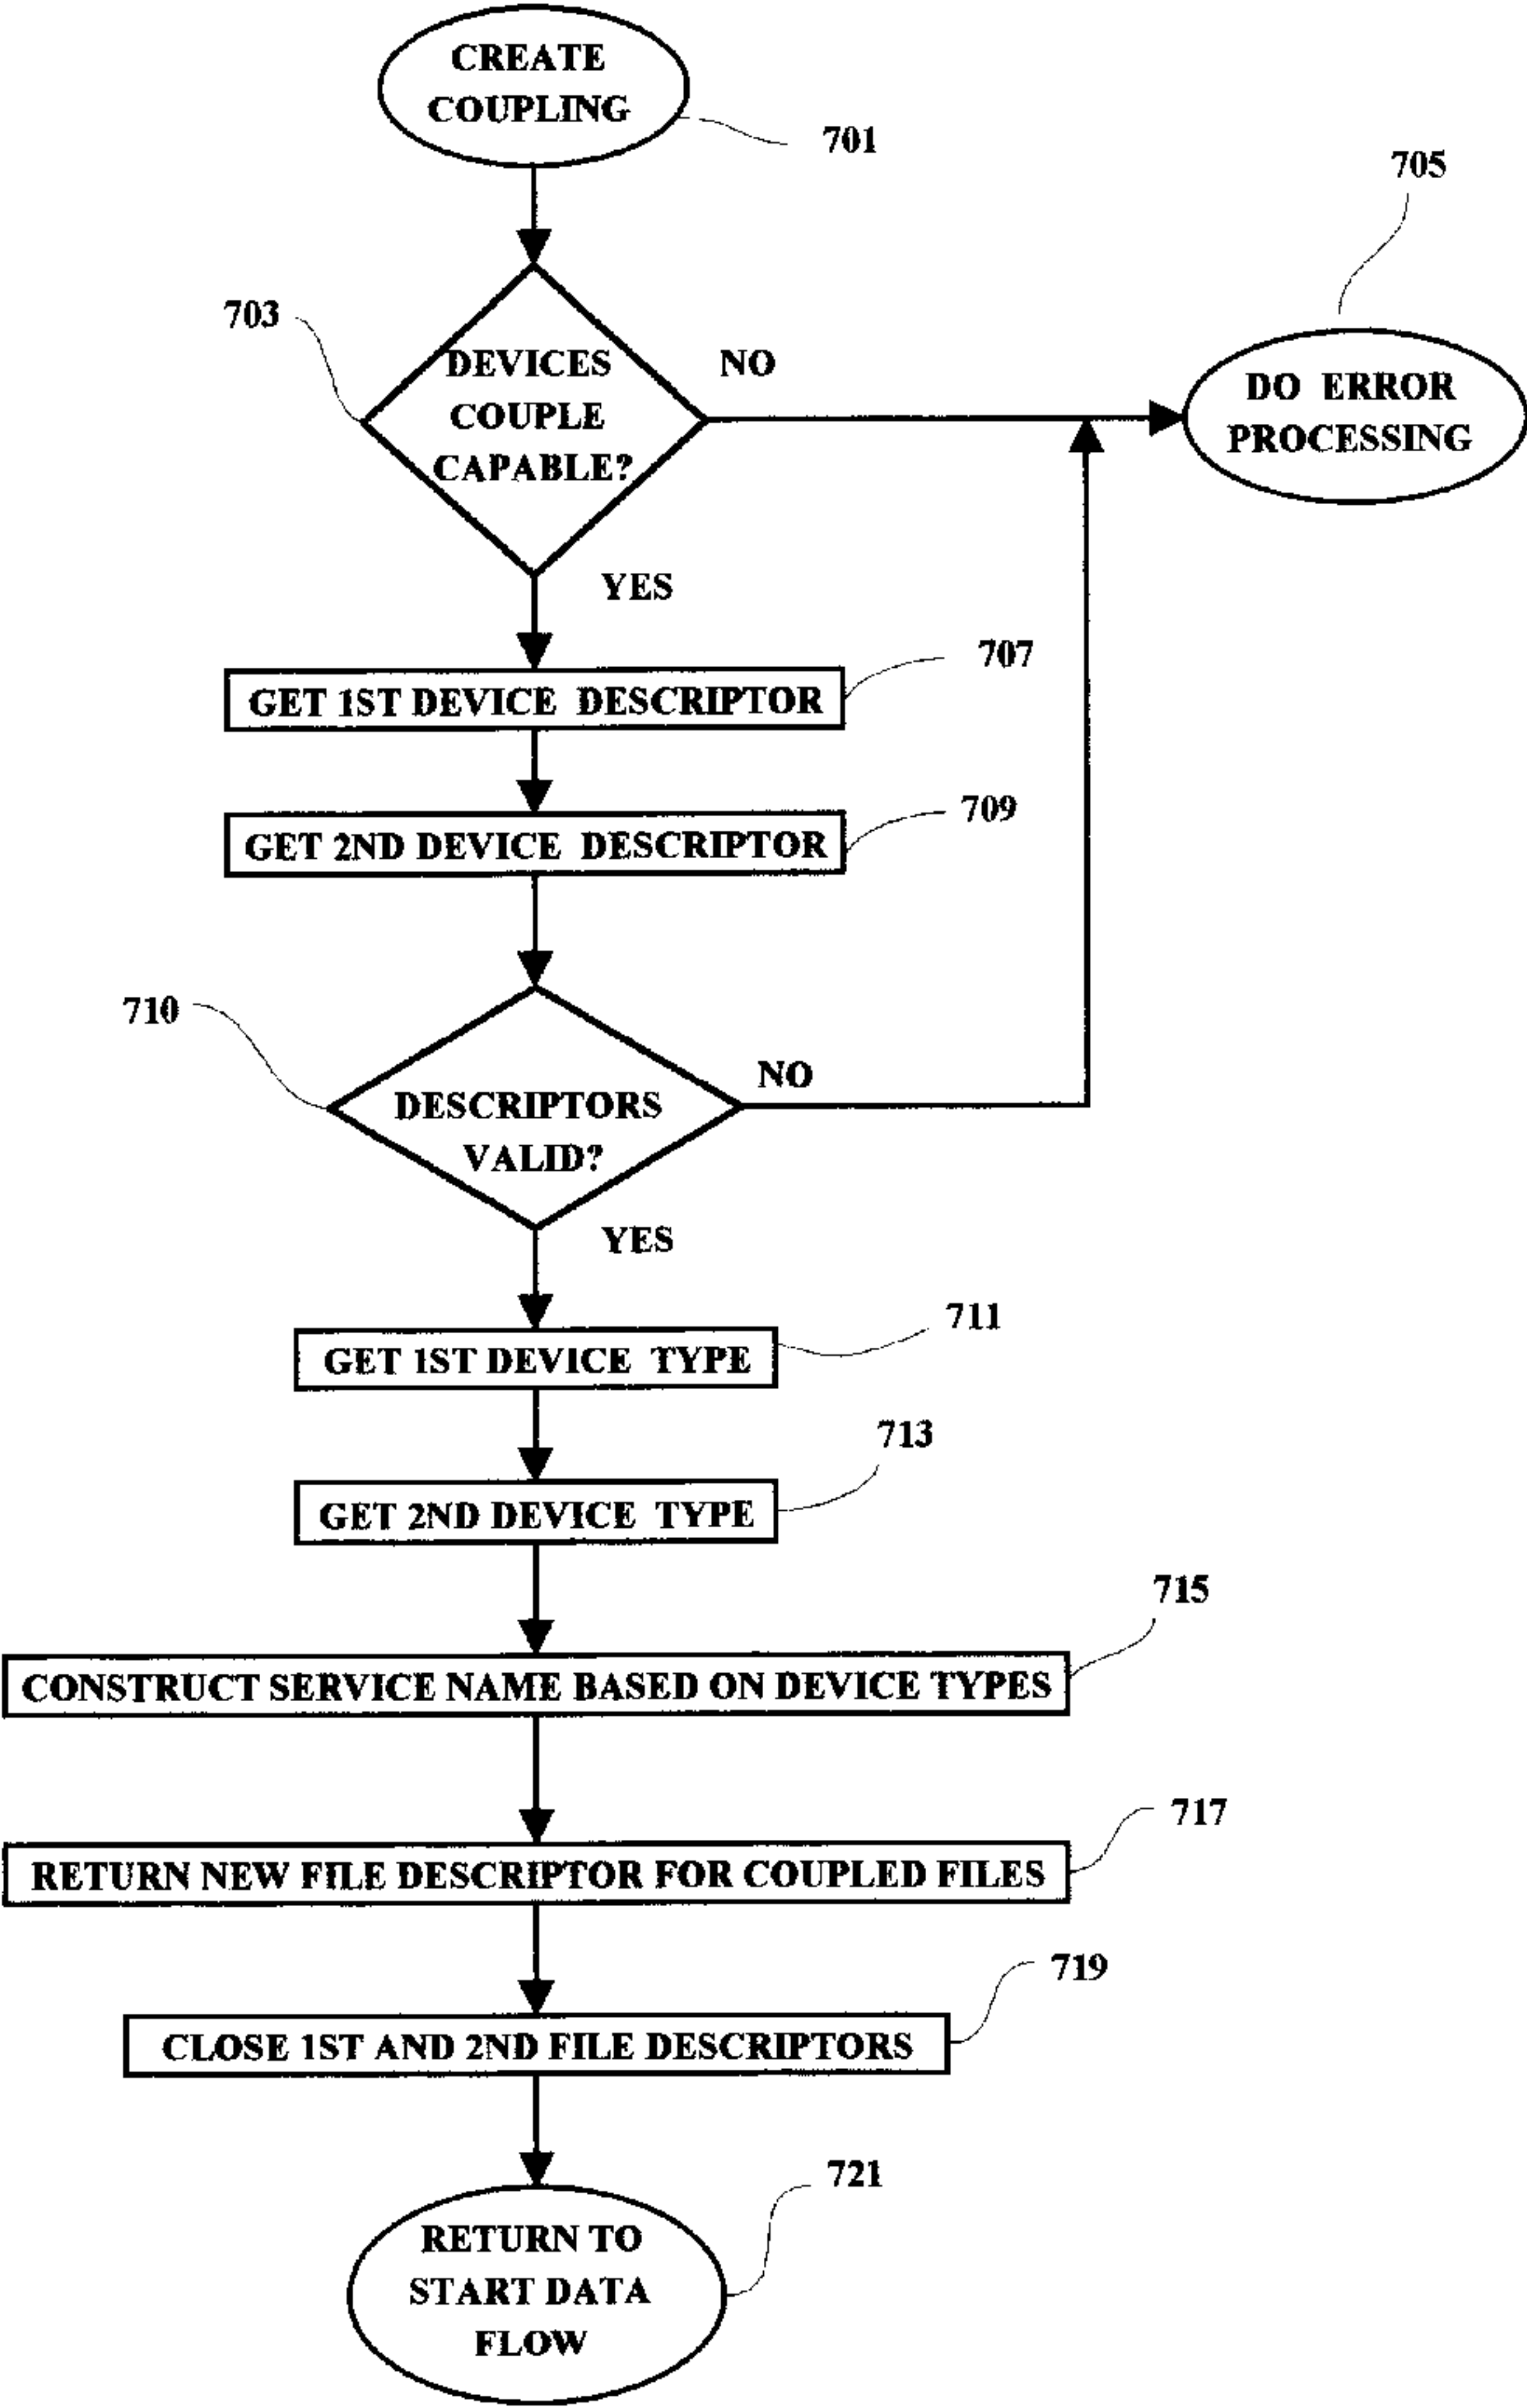 CREATE
COUPLING
701
705
703
DEVICES
COUPLE
CAPABLE?
NO
DO ERROR
PROCESSING
YES
707
GET 1ST DEVICE DESCRIPTOR
709
GET 2ND DEVICE DESCRIPTOR
710
DESCRIPTORS
VALID?
NO
YES
711
GET 1ST DEVICE TYPE
713
GET 2ND DEVICE TYPE
715
CONSTRUCT SERVICE NAME BASED ON DEVICE TYPES
717
RETURN NEW FILE DESCRIPTOR FOR COUPLED FILES
719
CLOSE 1ST AND 2ND FILE DESCRIPTORS
721
RETURN TO
START DATA
FLOW